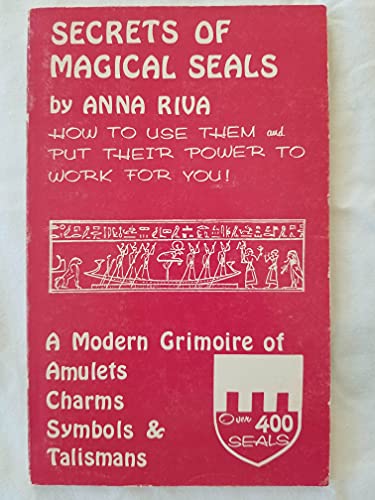 SECRETS OF
MAGICAL SEALS
by ANNA RIVA
HOW TO USE THEM and
PUT THEIR POWER TO
WORK FOR YOU!
A Modern Grimoire of
Amulets
Charms
Symbols &
Talismans
Over 400
SEALS